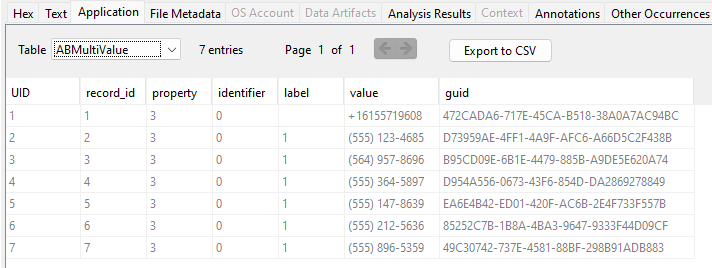 Hex Text Application File Metadata OS Account Data Artifacts Analysis Results Context Annotations Other Occurrences
Table ABMultiValue 7 entries Page 1 of 1 Export to CSV
UID record_id property identifier label value guid
1 1 3 0 +16155719608 472CADA6-717E-45CA-B518-38A0A7AC94BC
2 2 3 0 1 (555) 123-4685 D73959AE-4FF1-4A9F-AFC6-A66D5C2F438B
3 3 3 0 1 (564) 957-8696 B95CD09E-6B1E-4479-885B-A9DE5E620A74
4 4 3 0 1 (555) 364-5897 D954A556-0673-43F6-854D-DA2869278849
5 5 3 0 1 (555) 147-8639 EA6E4B42-ED01-420F-AC6B-2E4F733F557B
6 6 3 0 1 (555) 212-5636 85252C7B-1B8A-4BA3-9647-9333F44D09CF
7 7 3 0 1 (555) 896-5359 49C30742-737E-4581-88BF-298B91ADB883